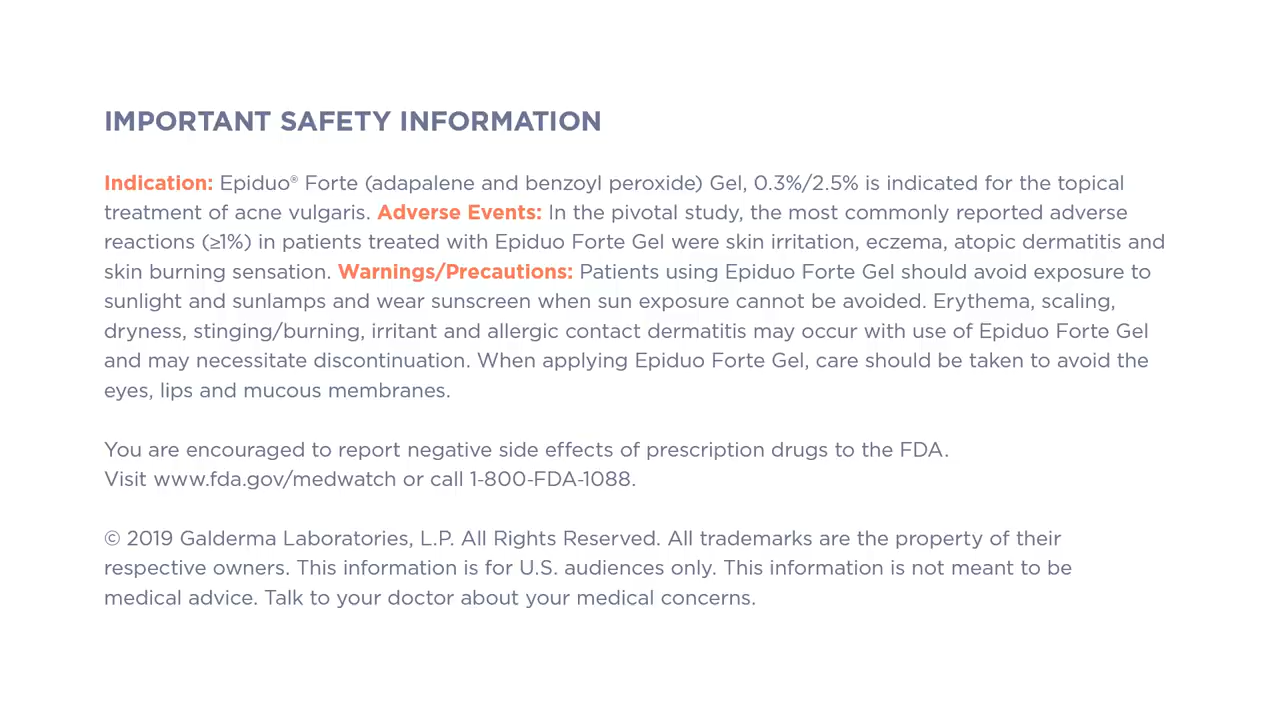 IMPORTANT SAFETY INFORMATION
Indication: Epiduo® Forte (adapalene and benzoyl peroxide) Gel, 0.3%/2.5% is indicated for the topical
treatment of acne vulgaris. Adverse Events: In the pivotal study, the most commonly reported adverse
reactions (≥1%) in patients treated with Epiduo Forte Gel were skin irritation, eczema, atopic dermatitis and
skin burning sensation. Warnings/Precautions: Patients using Epiduo Forte Gel should avoid exposure to
sunlight and sunlamps and wear sunscreen when sun exposure cannot be avoided. Erythema, scaling,
dryness, stinging/burning, irritant and allergic contact dermatitis may occur with use of Epiduo Forte Gel
and may necessitate discontinuation. When applying Epiduo Forte Gel, care should be taken to avoid the
eyes, lips and mucous membranes.
You are encouraged to report negative side effects of prescription drugs to the FDA.
Visit www.fda.gov/medwatch or call 1-800-FDA-1088.
© 2019 Galderma Laboratories, L.P. All Rights Reserved. All trademarks are the property of their
respective owners. This information is for U.S. audiences only. This information is not meant to be
medical advice. Talk to your doctor about your medical concerns.